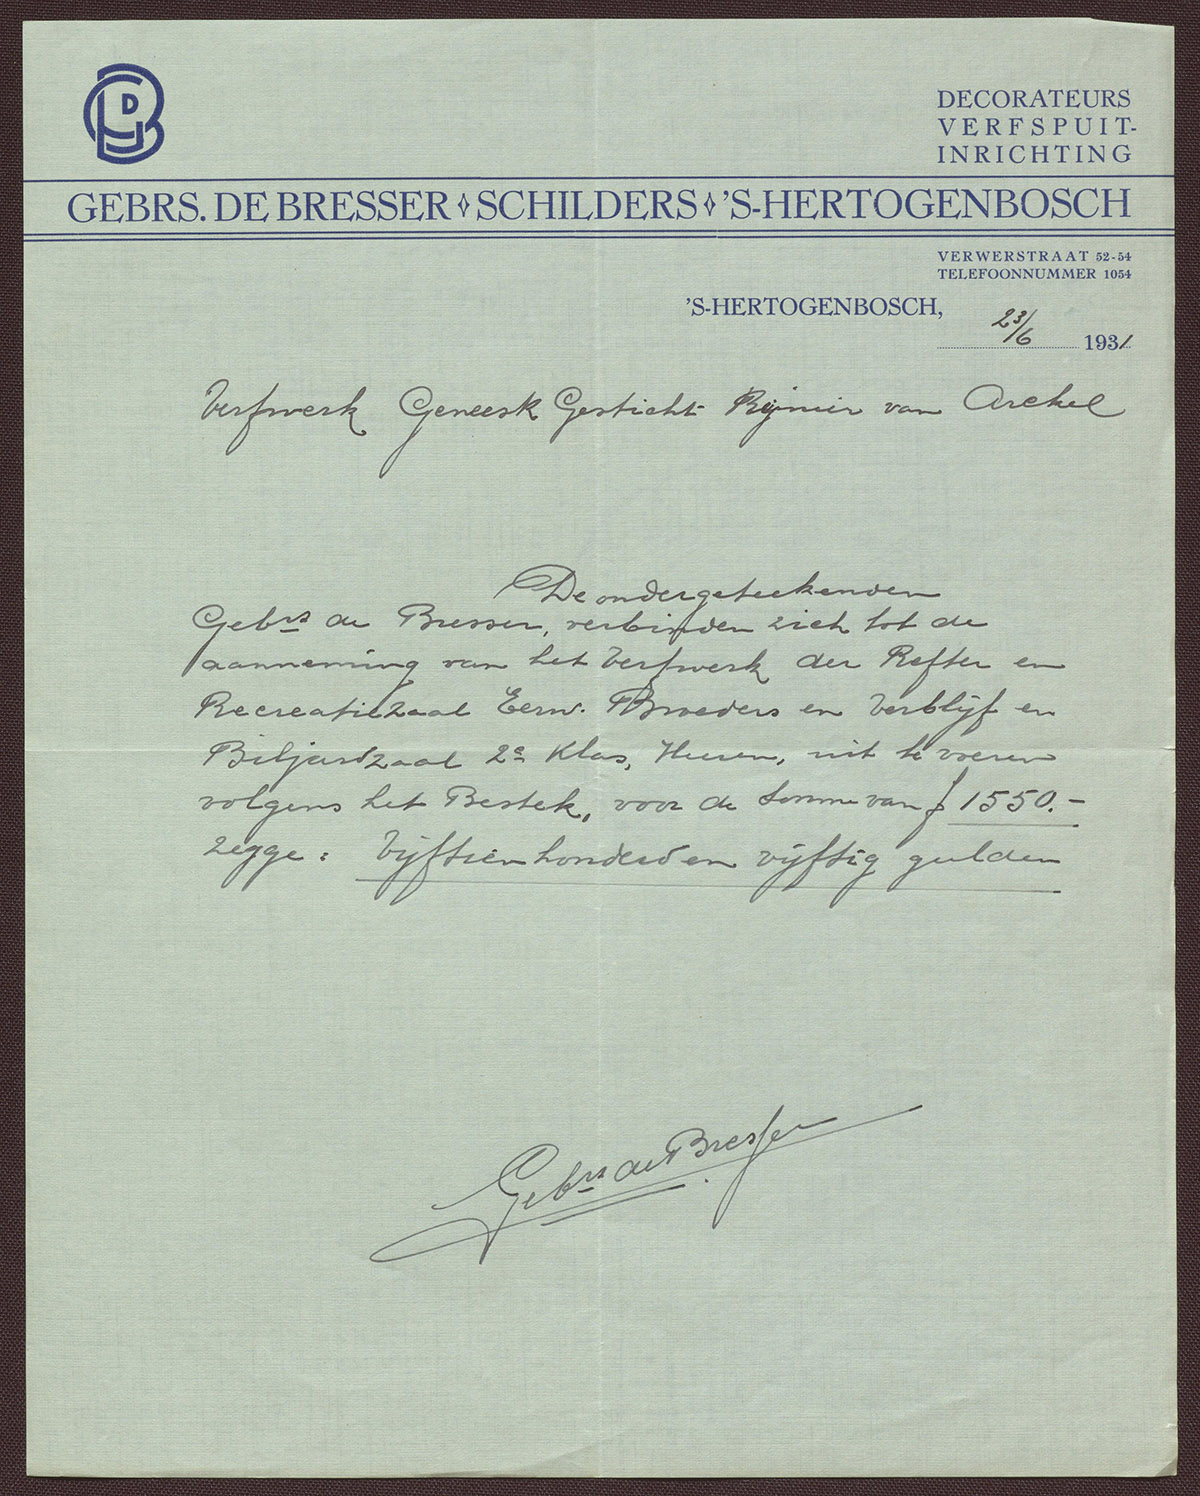 DECORATEURS
VERFSPUIT-
INRICHTING
GEBRS. DE BRESSER ◊ SCHILDERS ◊ 'S-HERTOGENBOSCH
VERWERSTRAAT 52-54
TELEFOONNUMMER 1054
'S-HERTOGENBOSCH, 23/6 1931
Verfwerk Geneesk Gesticht Reinier van Arckel
De ondergeteekenden
Gebrs de Bresser, verbinden zich tot de
aanneming van het Verfwerk der Refter en
Recreatiezaal Eerw. Broeders en Verblijf en
Biljardzaal 2e Klas, Heeren, uit te voeren
volgens het Bestek, voor de somma van ƒ 1550.-
zegge: Vijftien honderd en vijftig gulden
Gebrs de Bresser